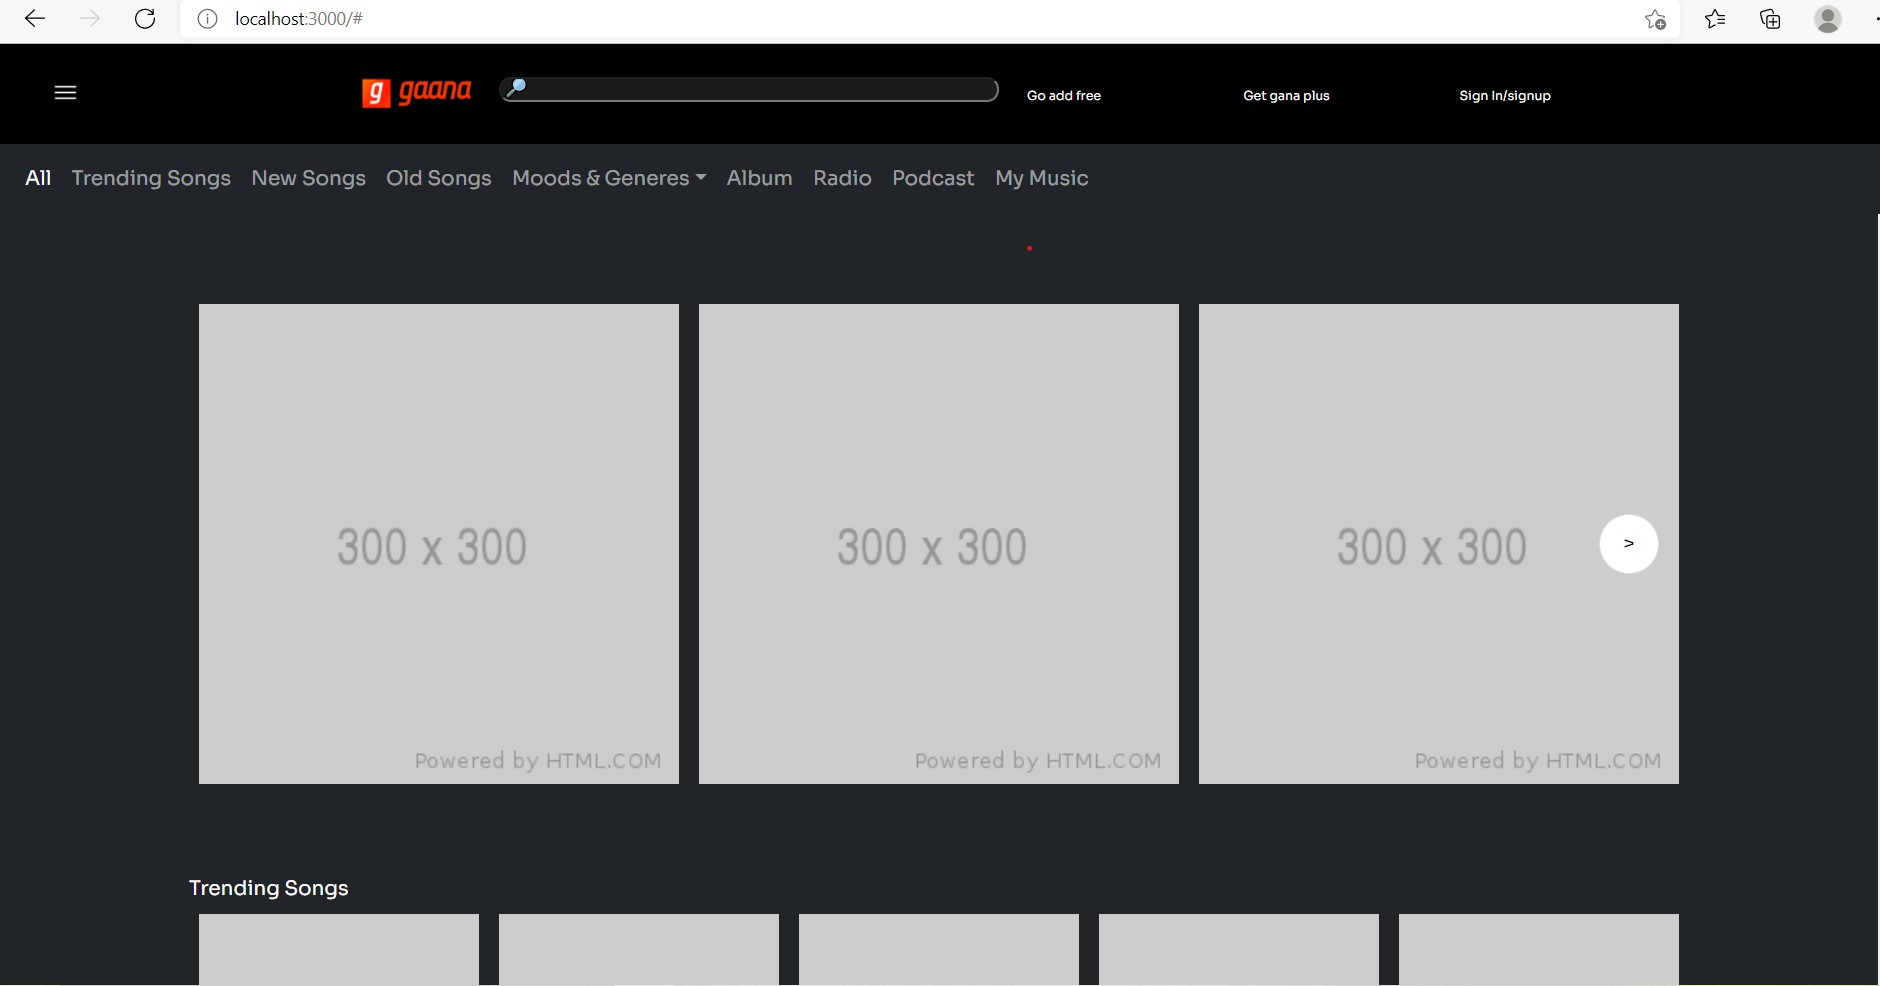 localhost:3000/#
g gaana Go add free Get gana plus Sign In/signup
All Trending Songs New Songs Old Songs Moods & Generes Album Radio Podcast My Music
300 x 300 300 x 300 300 x 300 >
Powered by HTML.COM Powered by HTML.COM Powered by HTML.COM
Trending Songs